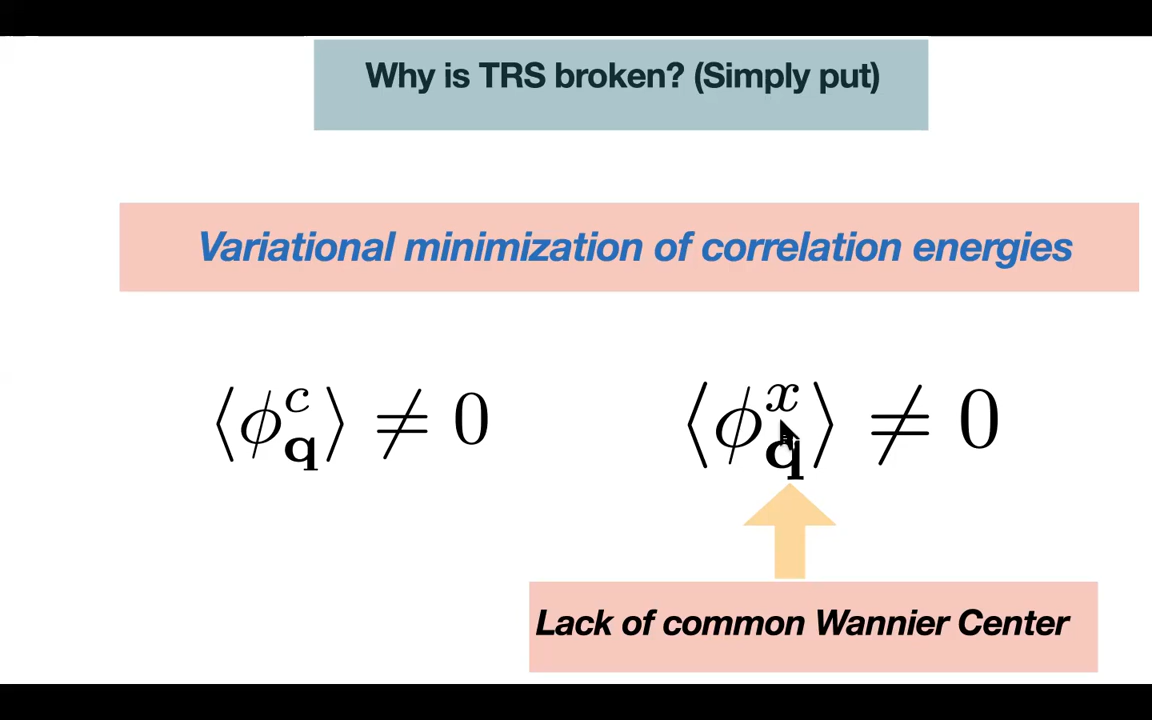 Why is TRS broken? (Simply put)
Variational minimization of correlation energies
⟨ϕ^c_𝐪⟩ ≠ 0
⟨ϕ^x_𝐪⟩ ≠ 0
Lack of common Wannier Center